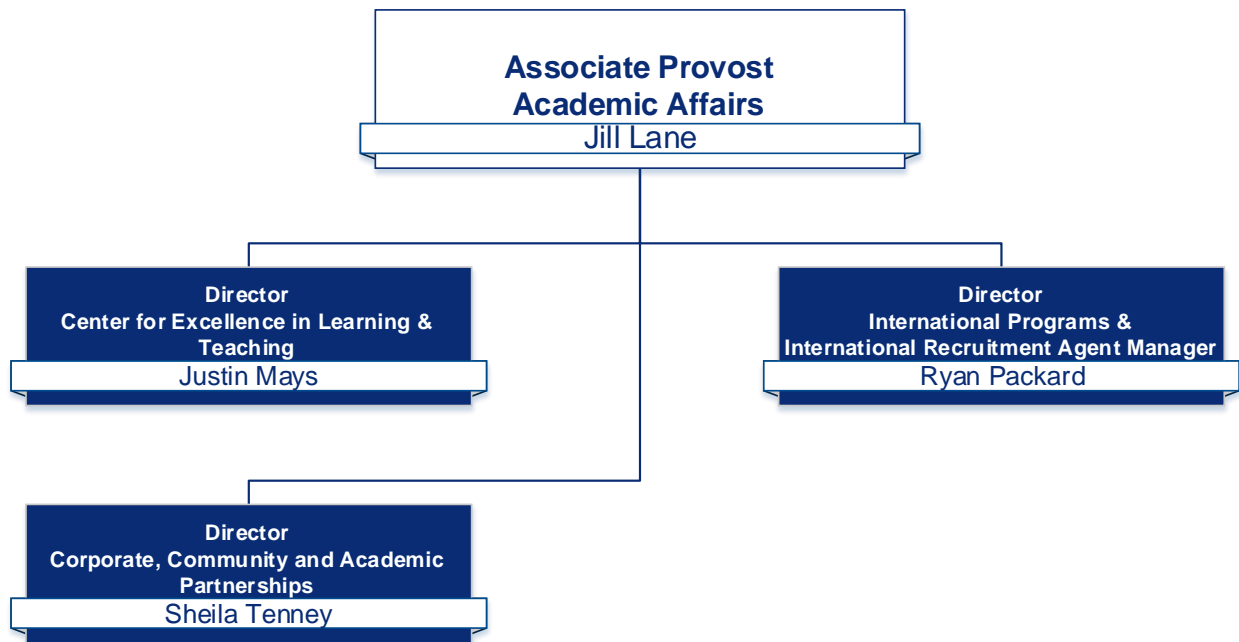 Associate Provost
Academic Affairs
Jill Lane
Director
Center for Excellence in Learning &
Teaching
Justin Mays
Director
International Programs &
International Recruitment Agent Manager
Ryan Packard
Director
Corporate, Community and Academic
Partnerships
Sheila Tenney